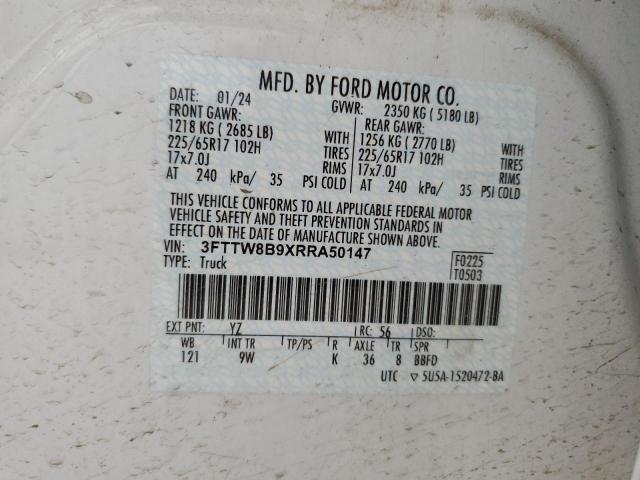 MFD. BY FORD MOTOR CO.
DATE: 01/24 GVWR: 2350 KG ( 5180 LB)
FRONT GAWR: REAR GAWR:
1218 KG ( 2685 LB) WITH 1256 KG ( 2770 LB) WITH
225/65R17 102H TIRES 225/65R17 102H TIRES
17x7.0J RIMS 17x7.0J RIMS
AT 240 kPa/ 35 PSI COLD AT 240 kPa/ 35 PSI COLD
THIS VEHICLE CONFORMS TO ALL APPLICABLE FEDERAL MOTOR
VEHICLE SAFETY AND THEFT PREVENTION STANDARDS IN
EFFECT ON THE DATE OF MANUFACTURE SHOWN ABOVE.
VIN: 3FTTW8B9XRRA50147 F0225
TYPE: Truck T0503
EXT PNT: YZ RC: 56 DSO:
WB INT TR TP/PS R AXLE TR SPR
121 9W K 36 8 BBFD
UTC ▽ 5U5A-1520472-BA